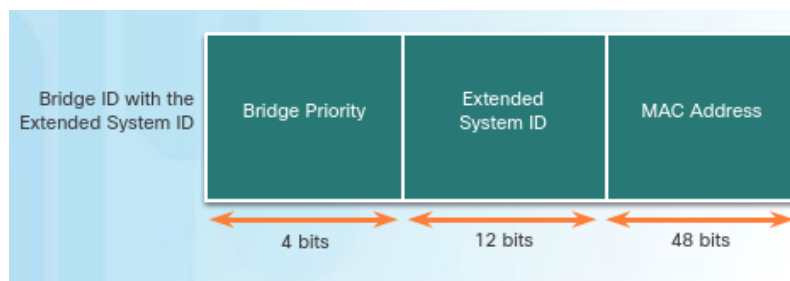 Bridge ID with the
Extended System ID
Bridge Priority
Extended
System ID
MAC Address
4 bits
12 bits
48 bits